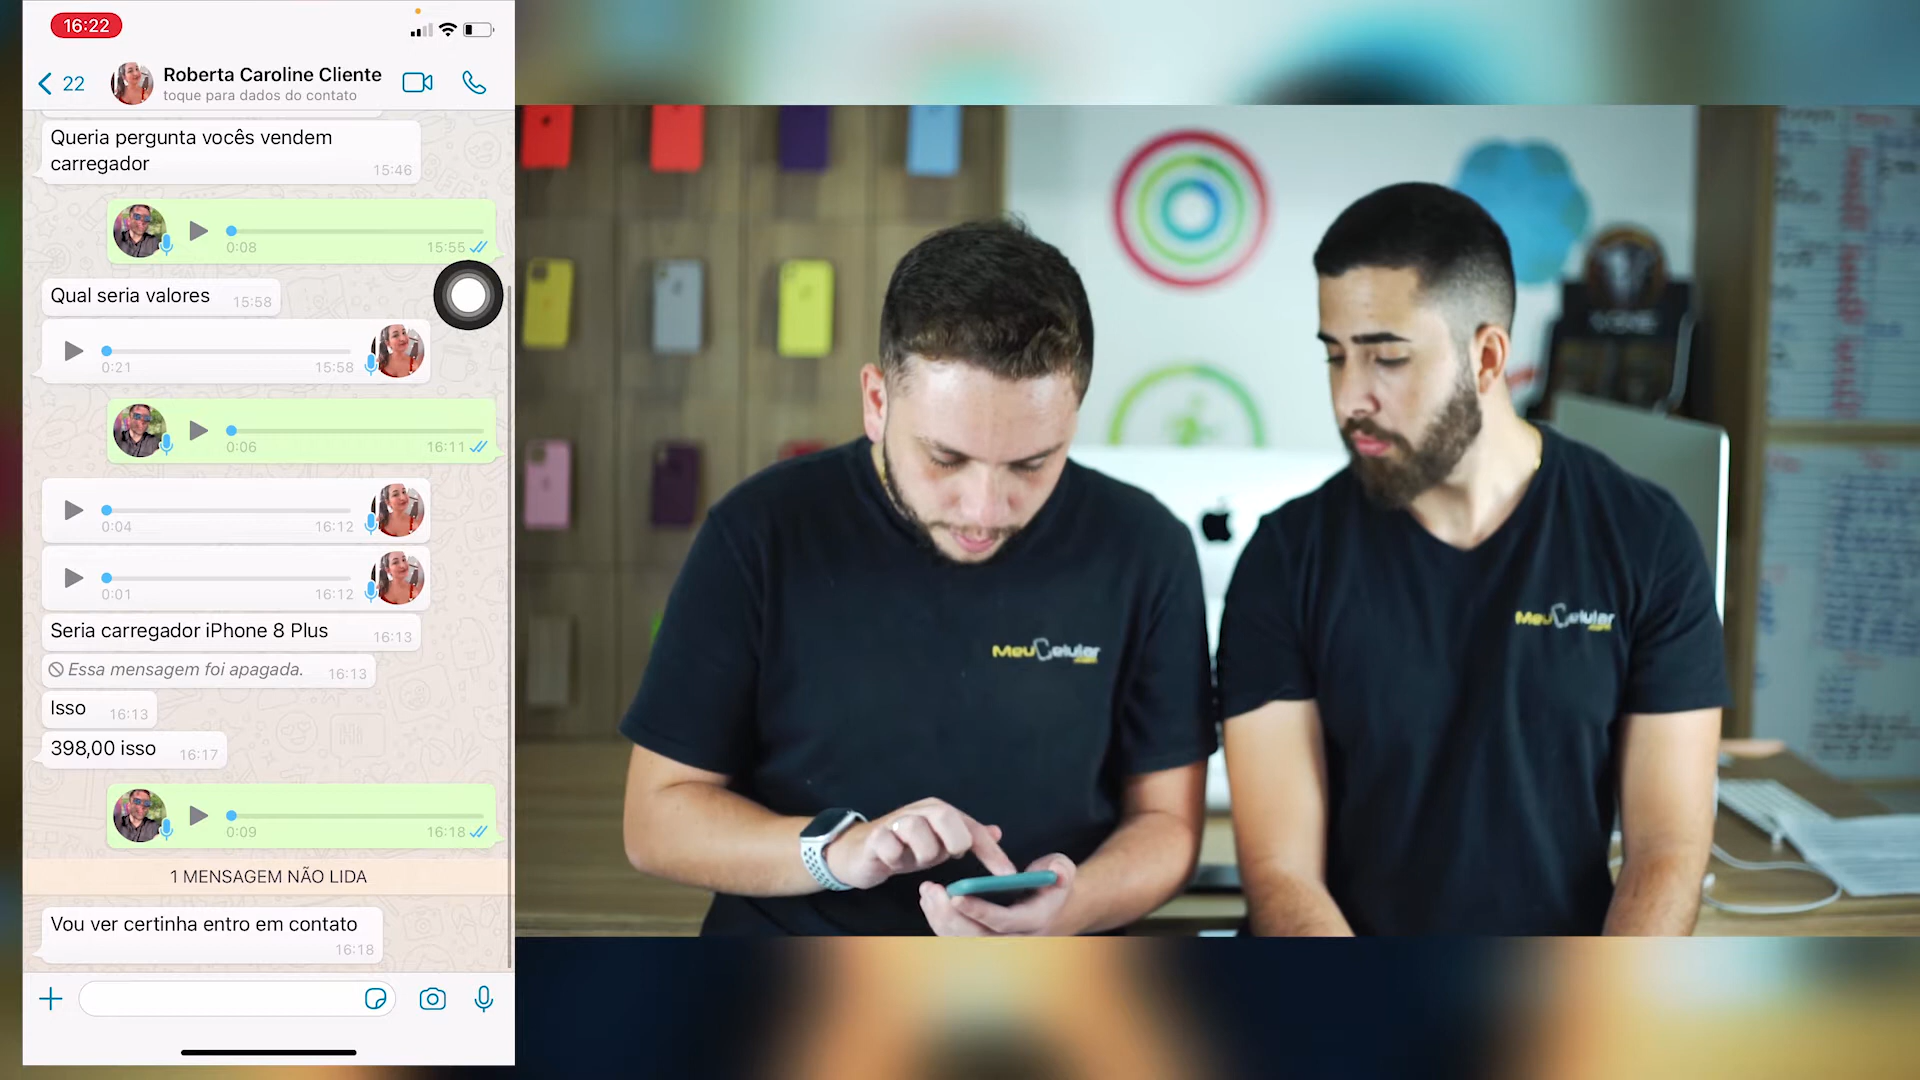 16:22
22
Roberta Caroline Cliente
toque para dados do contato
Queria pergunta vocês vendem
carregador
15:46
0:08
15:55
Qual seria valores
15:58
0:21
15:58
0:06
16:11
0:04
16:12
0:01
16:12
Seria carregador iPhone 8 Plus
16:13
Essa mensagem foi apagada.
16:13
Isso
16:13
398,00 isso
16:17
0:09
16:18
1 MENSAGEM NÃO LIDA
Vou ver certinha entro em contato
16:18
MeuCelular
MeuCelular